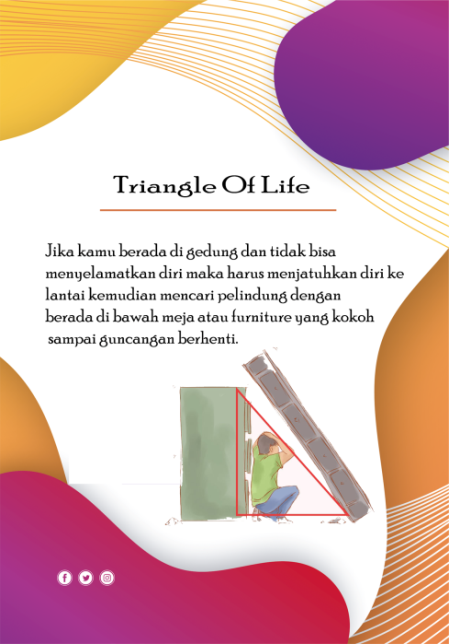 Triangle Of Life
Jika kamu berada di gedung dan tidak bisa
menyelamatkan diri maka harus menjatuhkan diri ke
lantai kemudian mencari pelindung dengan
berada di bawah meja atau furniture yang kokoh
sampai guncangan berhenti.